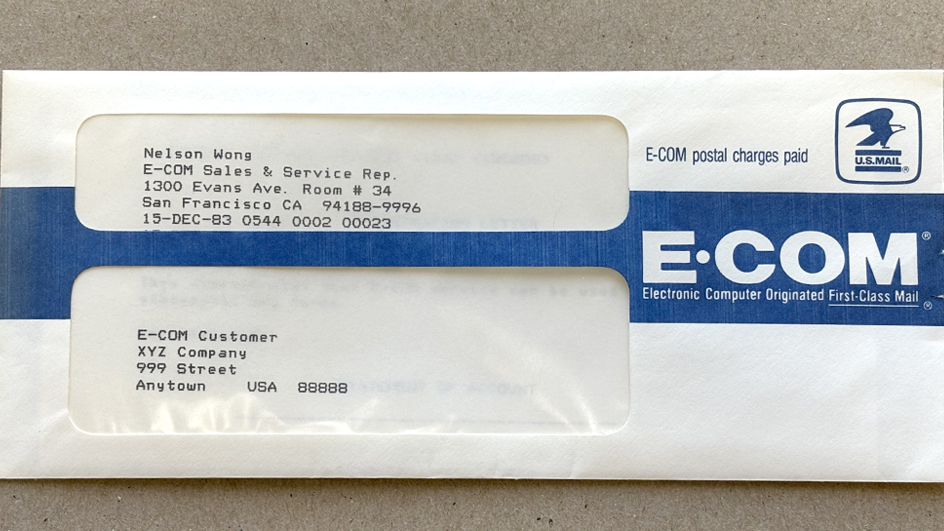 Nelson Wong
E-COM Sales & Service Rep.
1300 Evans Ave. Room # 34
San Francisco CA 94188-9996
15-DEC-83 0544 0002 00023
E-COM Customer
XYZ Company
999 Street
Anytown USA 88888
E-COM postal charges paid
U.S.MAIL®
E·COM®
Electronic Computer Originated First-Class Mail®